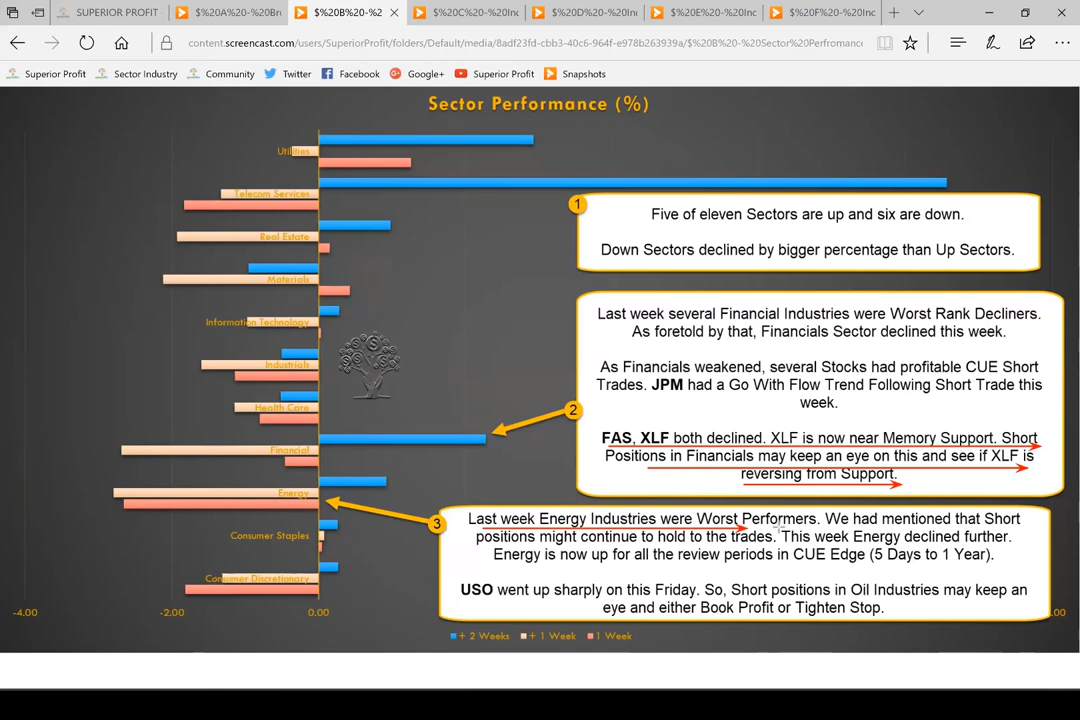 SUPERIOR PROFIT
$%20A%20-%20Bro
$%20B%20-%2
$%20C%20-%20Inc
$%20D%20-%20Inc
$%20E%20-%20Inc
$%20F%20-%20Inc
content.screencast.com/users/SuperiorProfit/folders/Default/media/8adf23fd-cbb3-40c6-964f-e978b263939a/$%20B%20-%20Sector%20Perfromance
Superior Profit
Sector Industry
Community
Twitter
Facebook
Google+
Superior Profit
Snapshots
Sector Performance (%)
Utilities
Telecom Services
Real Estate
Materials
Information Technology
Industrials
Health Care
Financial
Energy
Consumer Staples
Consumer Discretionary
1
Five of eleven Sectors are up and six are down.
Down Sectors declined by bigger percentage than Up Sectors.
2
Last week several Financial Industries were Worst Rank Decliners.
As foretold by that, Financials Sector declined this week.
As Financials weakened, several Stocks had profitable CUE Short
Trades. JPM had a Go With Flow Trend Following Short Trade this
week.
FAS, XLF both declined. XLF is now near Memory Support. Short
Positions in Financials may keep an eye on this and see if XLF is
reversing from Support.
3
Last week Energy Industries were Worst Performers. We had mentioned that Short
positions might continue to hold to the trades. This week Energy declined further.
Energy is now up for all the review periods in CUE Edge (5 Days to 1 Year).
USO went up sharply on this Friday. So, Short positions in Oil Industries may keep an
eye and either Book Profit or Tighten Stop.
-4.00
-2.00
0.00
.00
+ 2 Weeks
+ 1 Week
1 Week